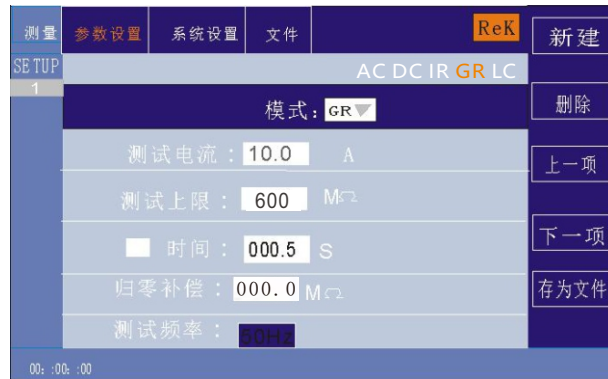 测量 参数设置 系统设置 文件 ReK 新建
SETUP AC DC IR GR LC
1
模式：GR 删除
测试电流： 10.0 A 上一项
测试上限： 600 MΩ
时间： 000.5 S 下一项
归零补偿： 000.0 MΩ 存为文件
测试频率： 50Hz
00: :00: :00